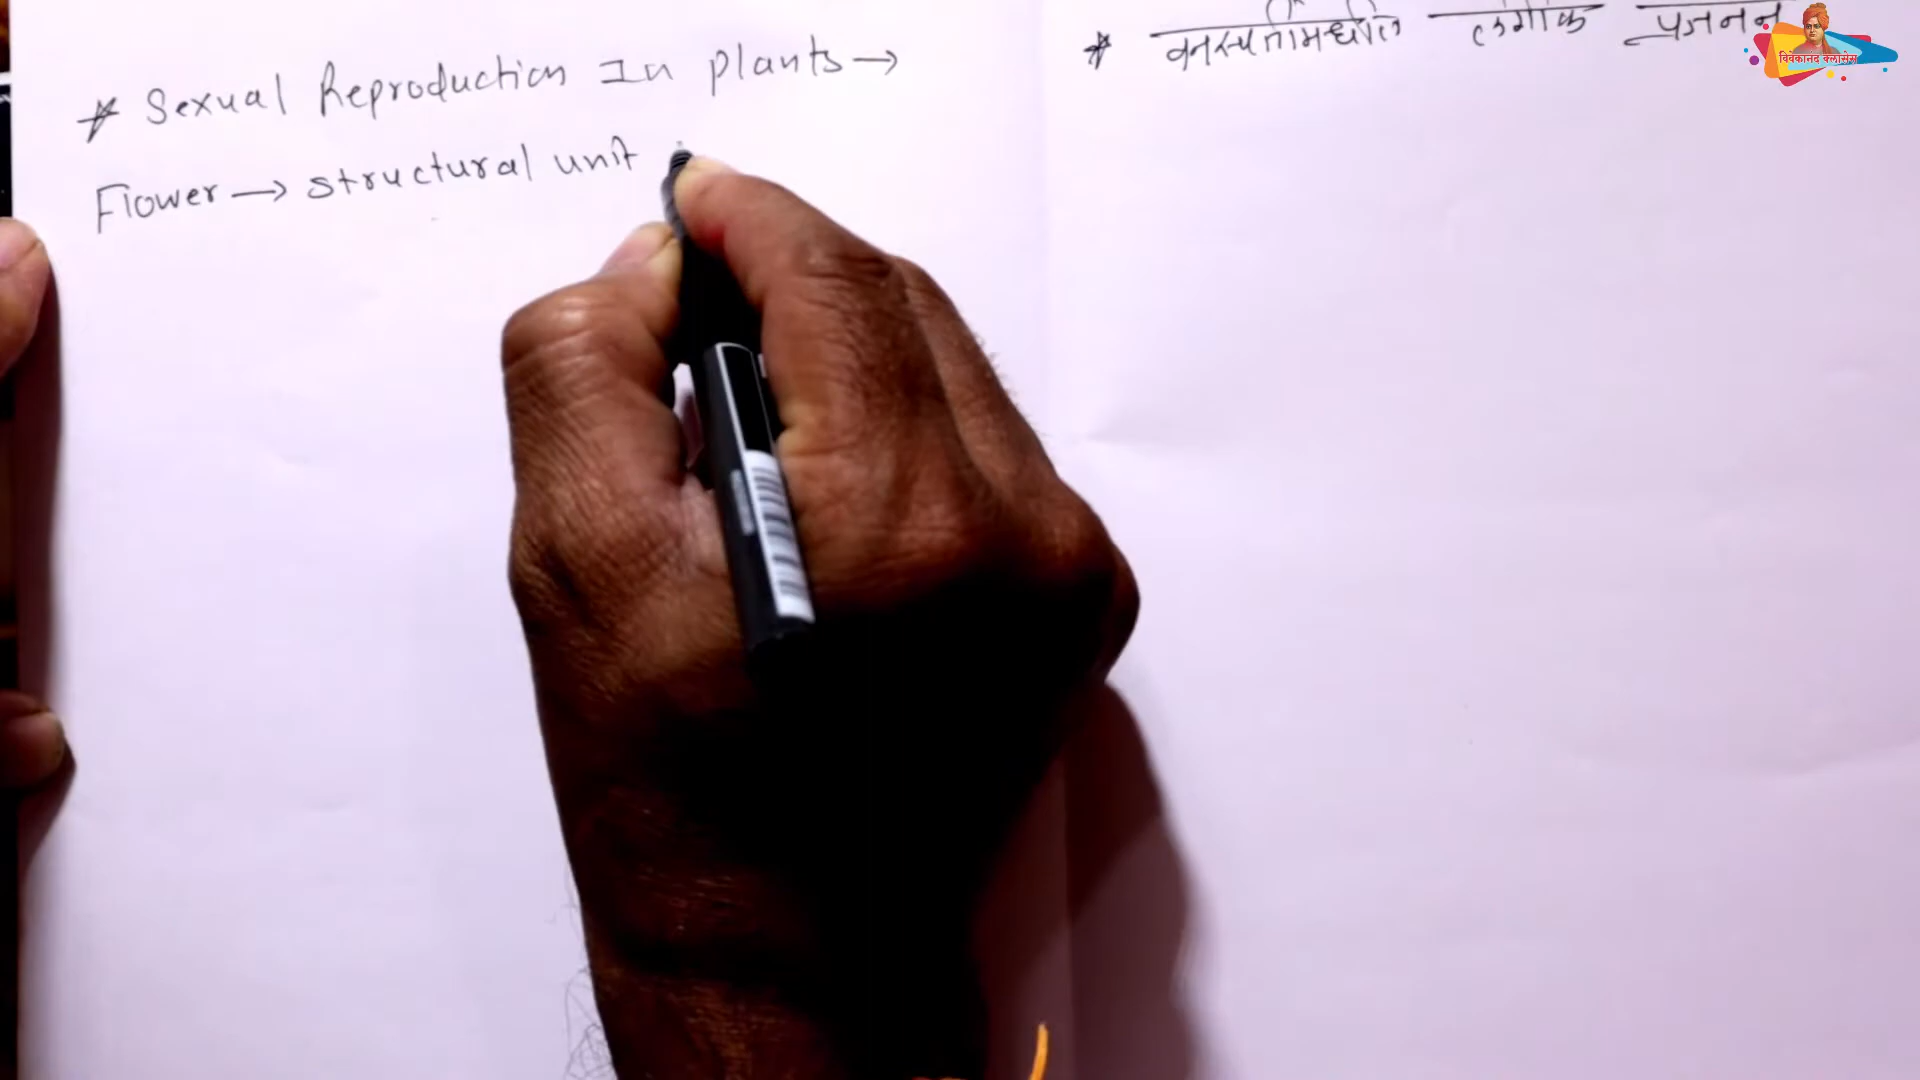 * Sexual Reproduction In plants →
Flower → structural unit
* वनस्पतीमधील लैंगिक प्रजनन
विवेकानंद क्लासेस